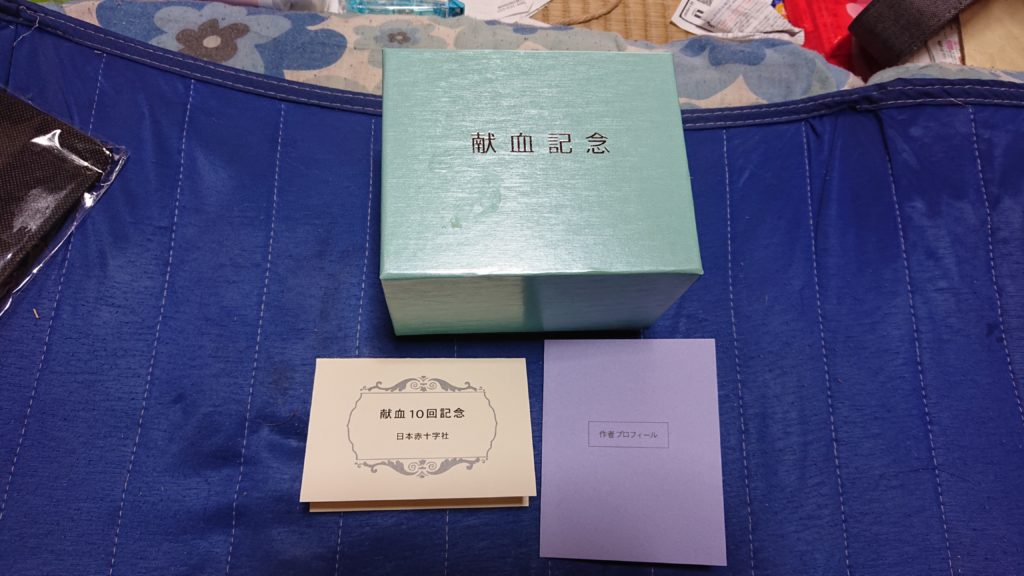 献血記念
献血10回記念
日本赤十字社
作者プロフィール